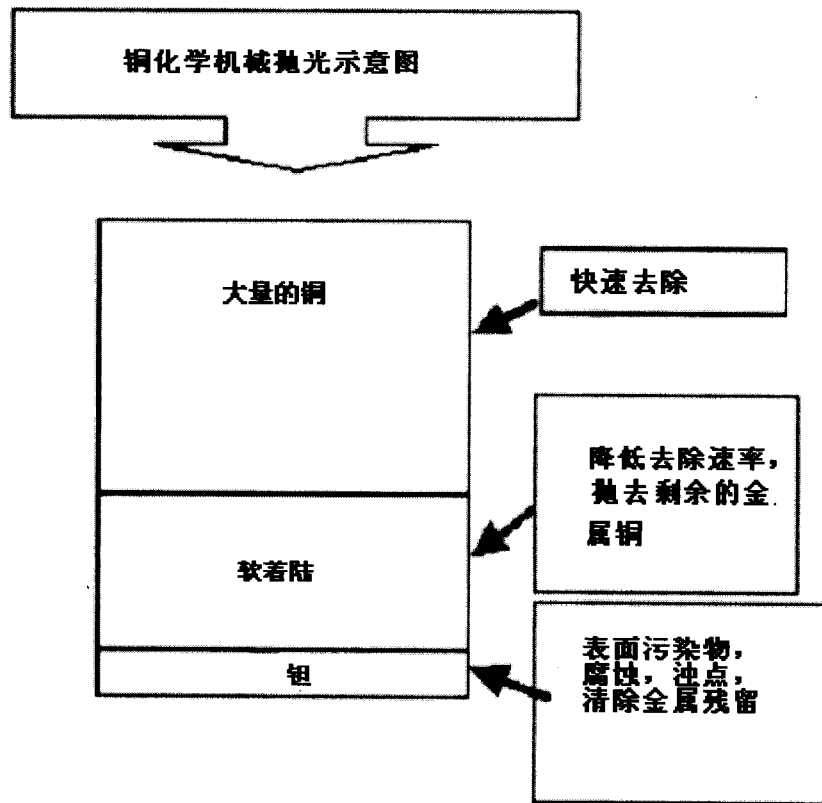 铜化学机械抛光示意图
大量的铜
快速去除
降低去除速率，
抛去剩余的金
属铜
软着陆
表面污染物，
腐蚀，浊点，
清除金属残留
钽